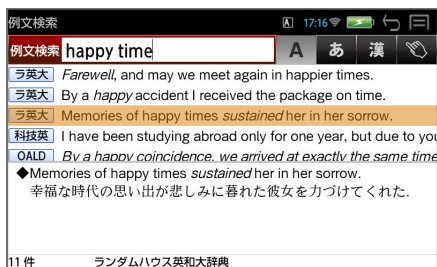 例文検索 A 17:16
例文検索 happy time A あ 漢
ラ英大 Farewell, and may we meet again in happier times.
ラ英大 By a happy accident I received the package on time.
ラ英大 Memories of happy times sustained her in her sorrow.
科技英 I have been studying abroad only for one year, but due to you
OALD By a happy coincidence, we arrived at exactly the same time
◆Memories of happy times sustained her in her sorrow.
幸福な時代の思い出が悲しみに暮れた彼女を力づけてくれた.
11 件 ランダムハウス英和大辞典